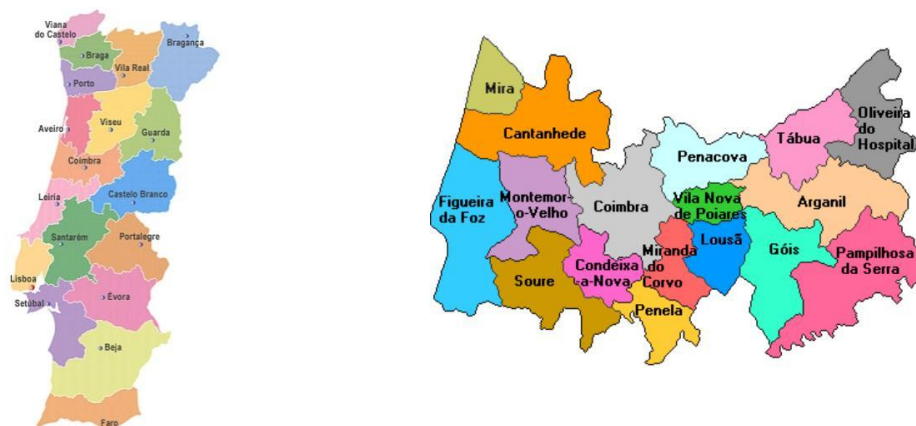 Viana
do Castelo
Braga
Bragança
Vila Real
Porto
Aveiro
Viseu
Guarda
Coimbra
Leiria
Castelo Branco
Santarém
Portalegre
Lisboa
Setúbal
Évora
Beja
Faro
Mira
Cantanhede
Figueira
da Foz
Montemor-
o-Velho
Coimbra
Penacova
Tábua
Oliveira
do
Hospital
Vila Nova
de Poiares
Arganil
Soure
Condeixa
-a-Nova
Miranda
do
Corvo
Lousã
Góis
Pampilhosa
da Serra
Penela